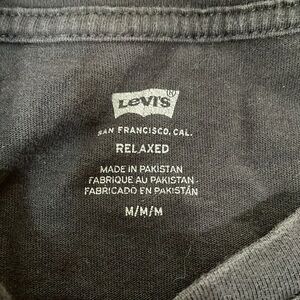 Levi's®
SAN FRANCISCO, CAL.
RELAXED
MADE IN PAKISTAN
FABRIQUÉ AU PAKISTAN
FABRICADO EN PAKISTÁN
M/M/M